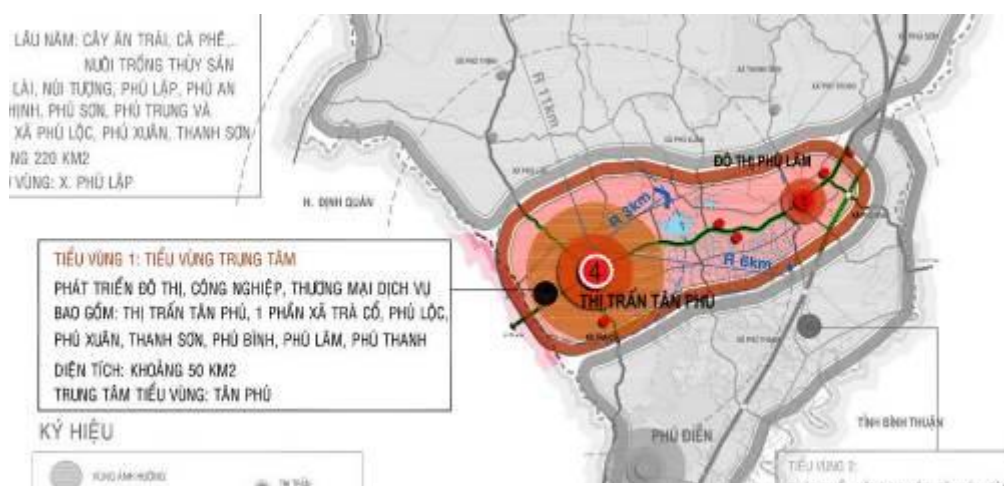 LÂU NĂM: CÂY ĂN TRÁI, CÀ PHÊ,..
NUÔI TRỒNG THỦY SẢN
LÀI, NÚI TƯỢNG, PHÚ LẬP, PHÚ AN
HỊNH, PHÚ SƠN, PHÚ TRUNG VÀ
XÃ PHÚ LỘC, PHÚ XUÂN, THANH SƠN
NG 220 KM2
VÙNG: X. PHÚ LẬP
R 11km
ĐÔ THỊ PHÚ LÂM
H. ĐỊNH QUÁN
R 3km
R 6km
4
THỊ TRẤN TÂN PHÚ
TIỂU VÙNG 1: TIỂU VÙNG TRUNG TÂM
PHÁT TRIỂN ĐÔ THỊ, CÔNG NGHIỆP, THƯƠNG MẠI DỊCH VỤ
BAO GỒM: THỊ TRẤN TÂN PHÚ, 1 PHẦN XÃ TRÀ CỔ, PHÚ LỘC,
PHÚ XUÂN, THANH SƠN, PHÚ BÌNH, PHÚ LÂM, PHÚ THANH
DIỆN TÍCH: KHOẢNG 50 KM2
TRUNG TÂM TIỂU VÙNG: TÂN PHÚ
KÝ HIỆU
VÙNG ẢNH HƯỞNG
PHÚ ĐIỀN
TỈNH BÌNH THUẬN
TIỂU VÙNG 2: